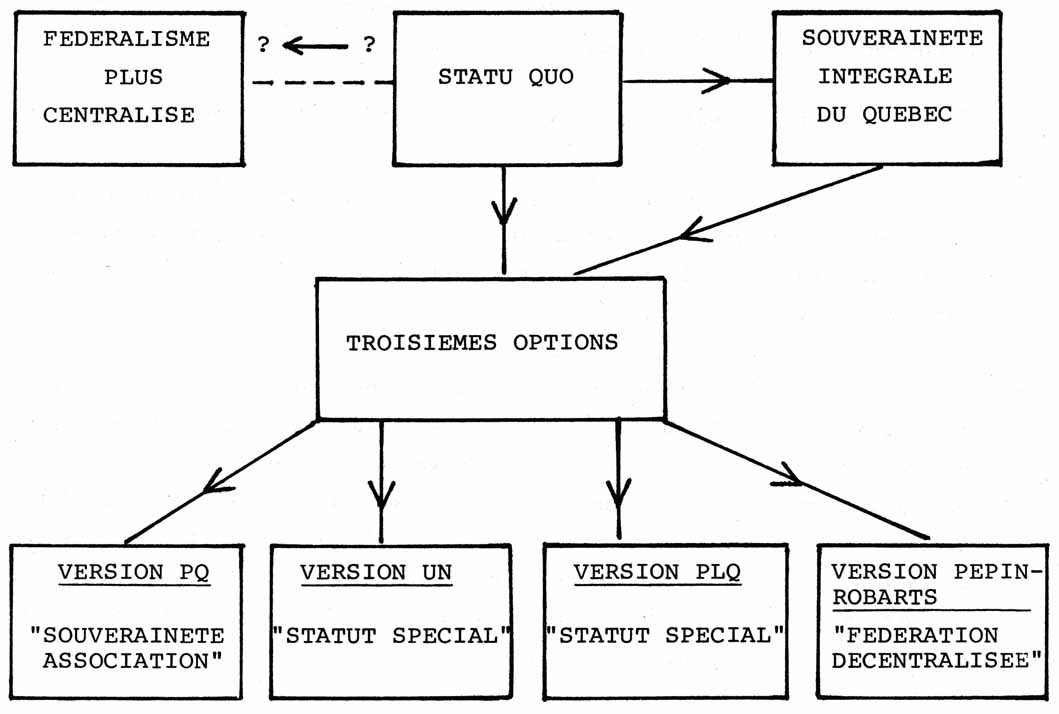 FEDERALISME
PLUS
CENTRALISE
? ?
STATU QUO
SOUVERAINETE
INTEGRALE
DU QUEBEC
TROISIEMES OPTIONS
VERSION PQ
"SOUVERAINETE
ASSOCIATION"
VERSION UN
"STATUT SPECIAL"
VERSION PLQ
"STATUT SPECIAL"
VERSION PEPIN-
ROBARTS
"FEDERATION
DECENTRALISEE"